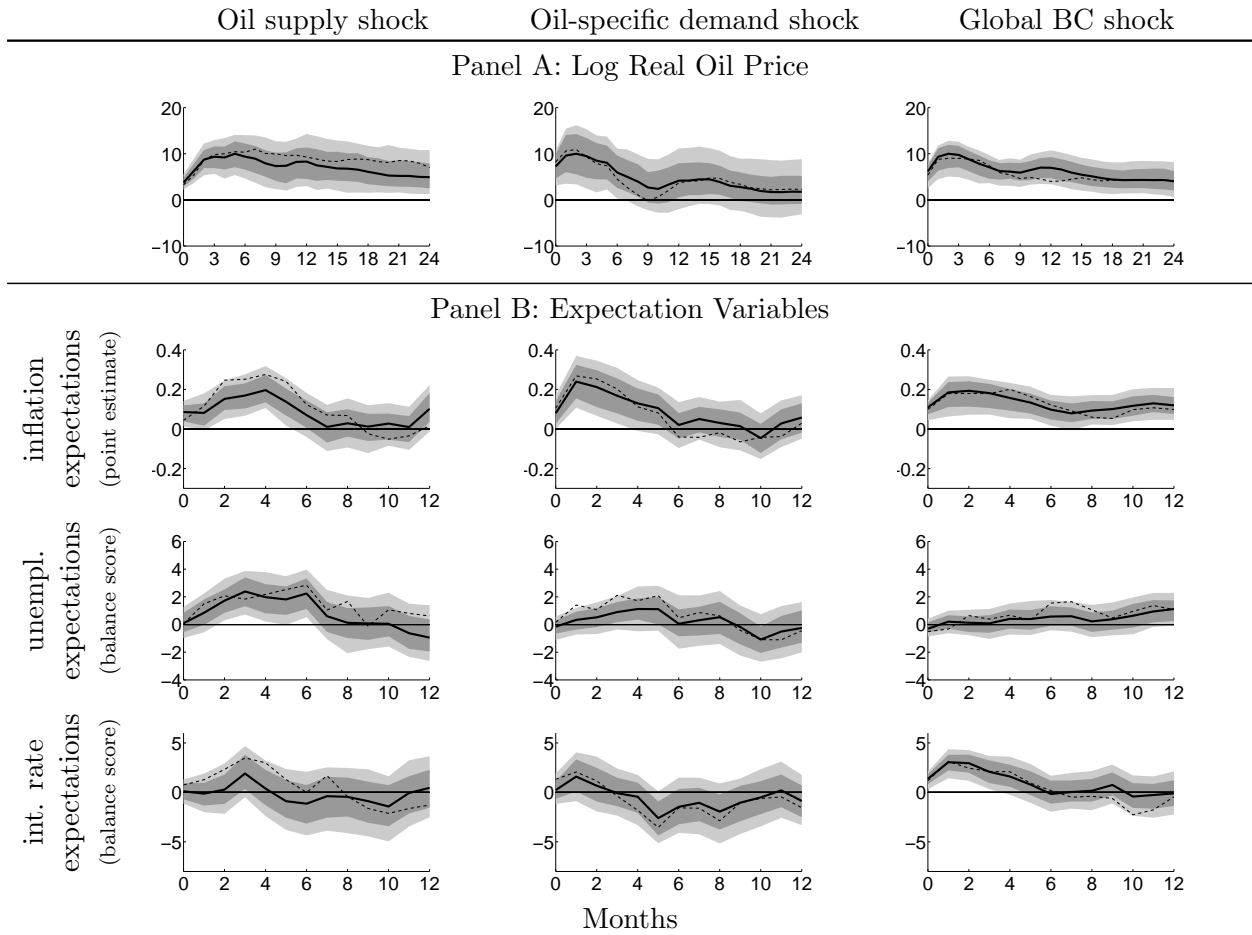 Oil supply shock Oil-specific demand shock Global BC shock
Panel A: Log Real Oil Price
20 20 20
10 10 10
0 0 0
−10 −10 −10
0 3 6 9 12 15 18 21 24 0 3 6 9 12 15 18 21 24 0 3 6 9 12 15 18 21 24
Panel B: Expectation Variables
inflation
expectations
(point estimate)
0.4 0.4 0.4
0.2 0.2 0.2
0 0 0
-0.2 -0.2 -0.2
0 2 4 6 8 10 12 0 2 4 6 8 10 12 0 2 4 6 8 10 12
unempl.
expectations
(balance score)
6 6 6
4 4 4
2 2 2
0 0 0
−2 −2 −2
−4 −4 −4
0 2 4 6 8 10 12 0 2 4 6 8 10 12 0 2 4 6 8 10 12
int. rate
expectations
(balance score)
5 5 5
0 0 0
−5 −5 −5
0 2 4 6 8 10 12 0 2 4 6 8 10 12 0 2 4 6 8 10 12
Months